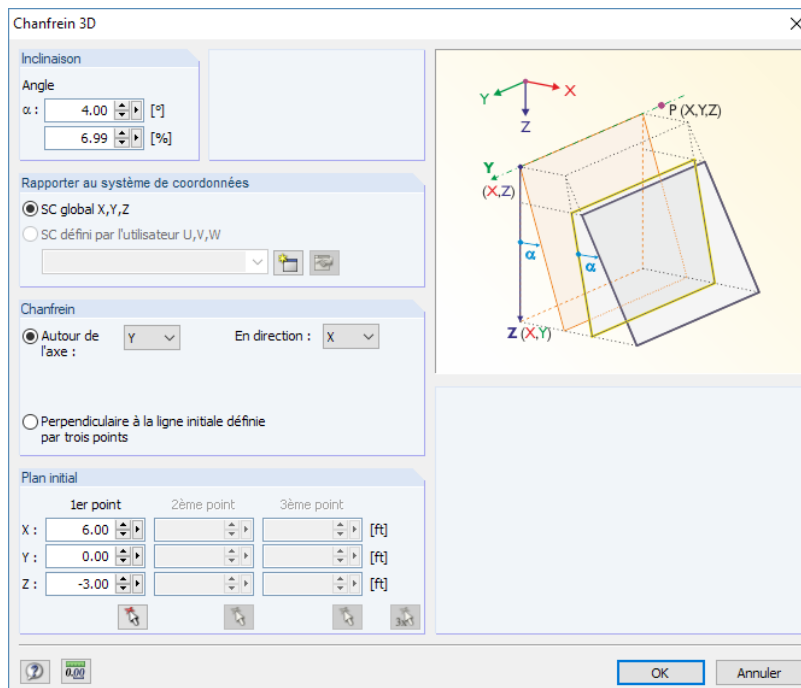 Chanfrein 3D
Inclinaison
Angle
α : 4.00 [°]
6.99 [%]
Rapporter au système de coordonnées
SC global X,Y,Z
SC défini par l'utilisateur U,V,W
Chanfrein
Autour de l'axe : Y En direction : X
Perpendiculaire à la ligne initiale définie
par trois points
Plan initial
1er point 2ème point 3ème point
X : 6.00 [ft]
Y : 0.00 [ft]
Z : -3.00 [ft]
3x
Y X
Z
P (X,Y,Z)
Y
(X,Z)
α α
Z (X,Y)
0.00
OK Annuler